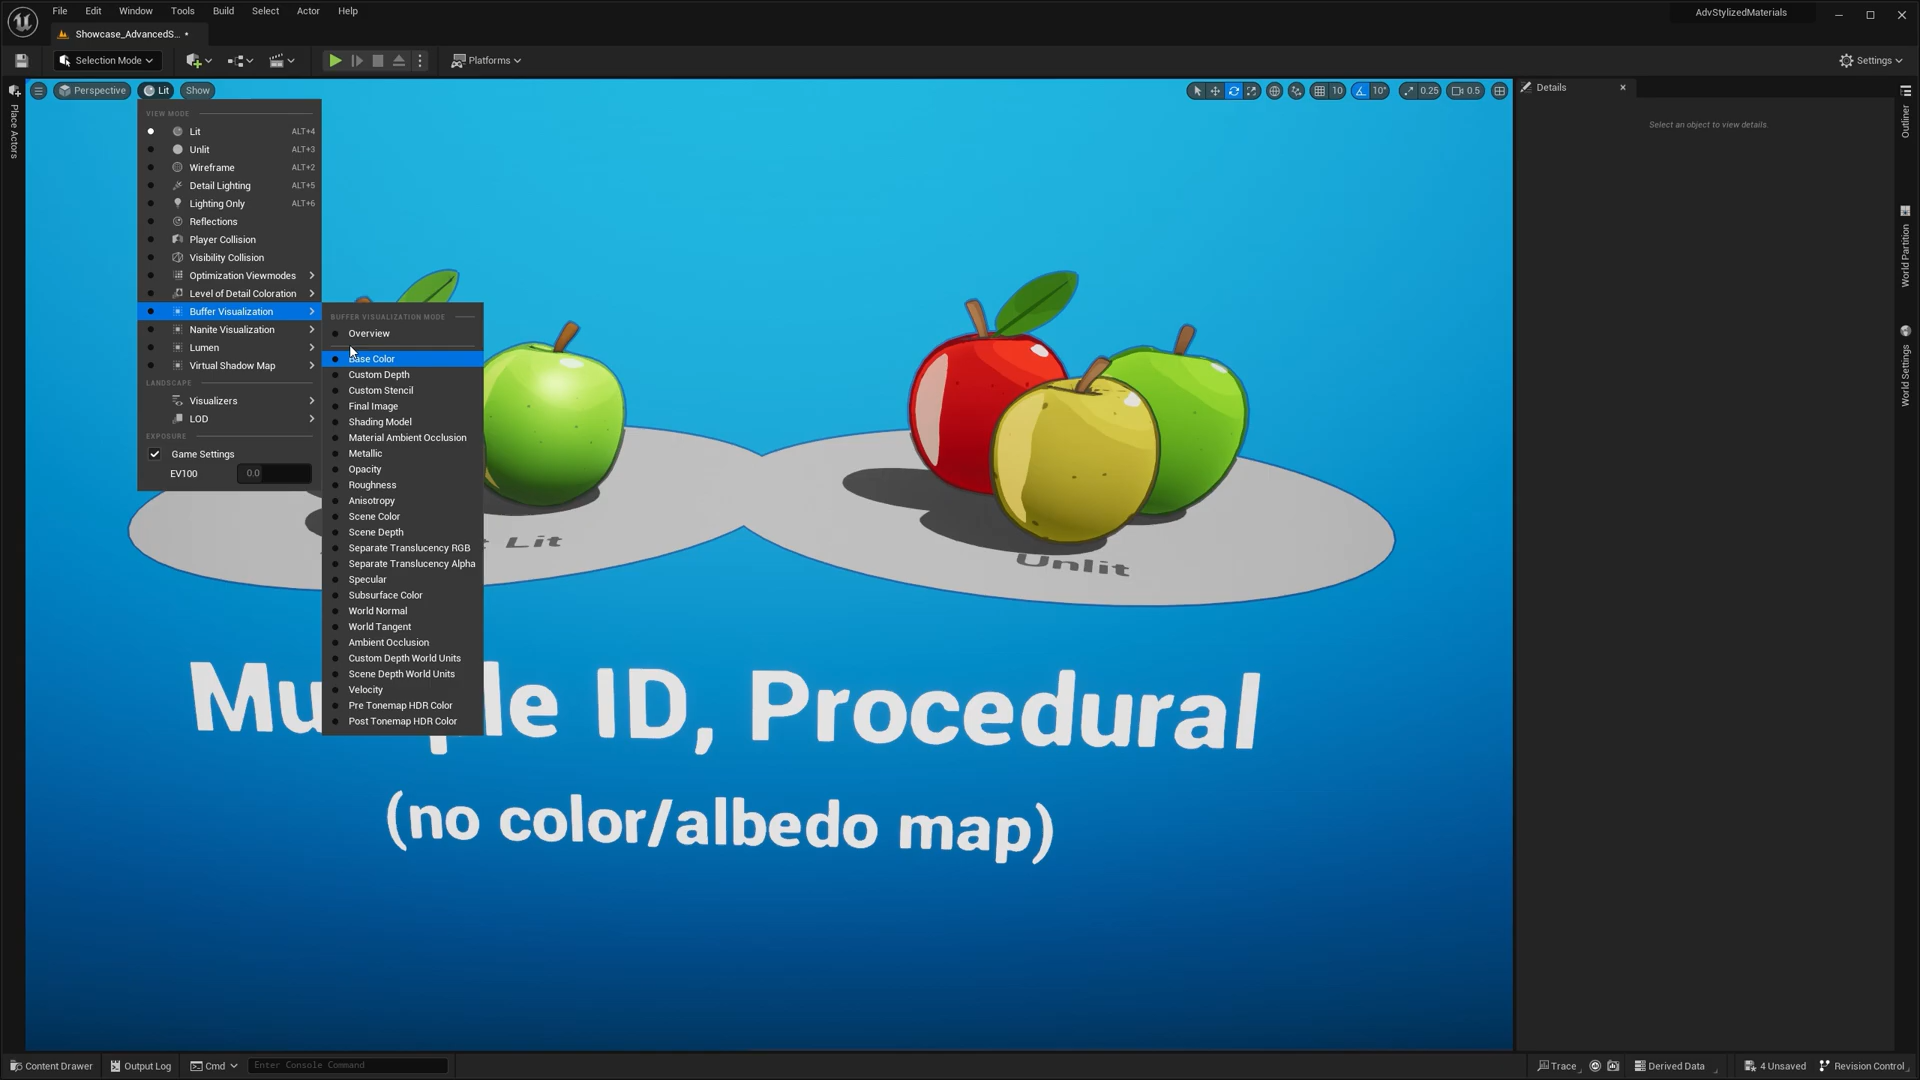 File Edit Window Tools Build Select Actor Help
AdvStylizedMaterials
Showcase_AdvancedS... •
Selection Mode
Platforms
Settings
Place Actors
Perspective
Lit
Show
10
10°
0.25
0.5
VIEW MODE
Lit ALT+4
Unlit ALT+3
Wireframe ALT+2
Detail Lighting ALT+5
Lighting Only ALT+6
Reflections
Player Collision
Visibility Collision
Optimization Viewmodes
Level of Detail Coloration
Buffer Visualization
Nanite Visualization
Lumen
Virtual Shadow Map
LANDSCAPE
Visualizers
LOD
EXPOSURE
Game Settings
EV100 0.0
BUFFER VISUALIZATION MODE
Overview
Base Color
Custom Depth
Custom Stencil
Final Image
Shading Model
Material Ambient Occlusion
Metallic
Opacity
Roughness
Anisotropy
Scene Color
Scene Depth
Separate Translucency RGB
Separate Translucency Alpha
Specular
Subsurface Color
World Normal
World Tangent
Ambient Occlusion
Custom Depth World Units
Scene Depth World Units
Velocity
Pre Tonemap HDR Color
Post Tonemap HDR Color
Lit
Unlit
ID, Procedural
(no color/albedo map)
Details
Select an object to view details.
Outliner
World Partition
World Settings
Content Drawer
Output Log
Cmd
Enter Console Command
Trace
Derived Data
4 Unsaved
Revision Control